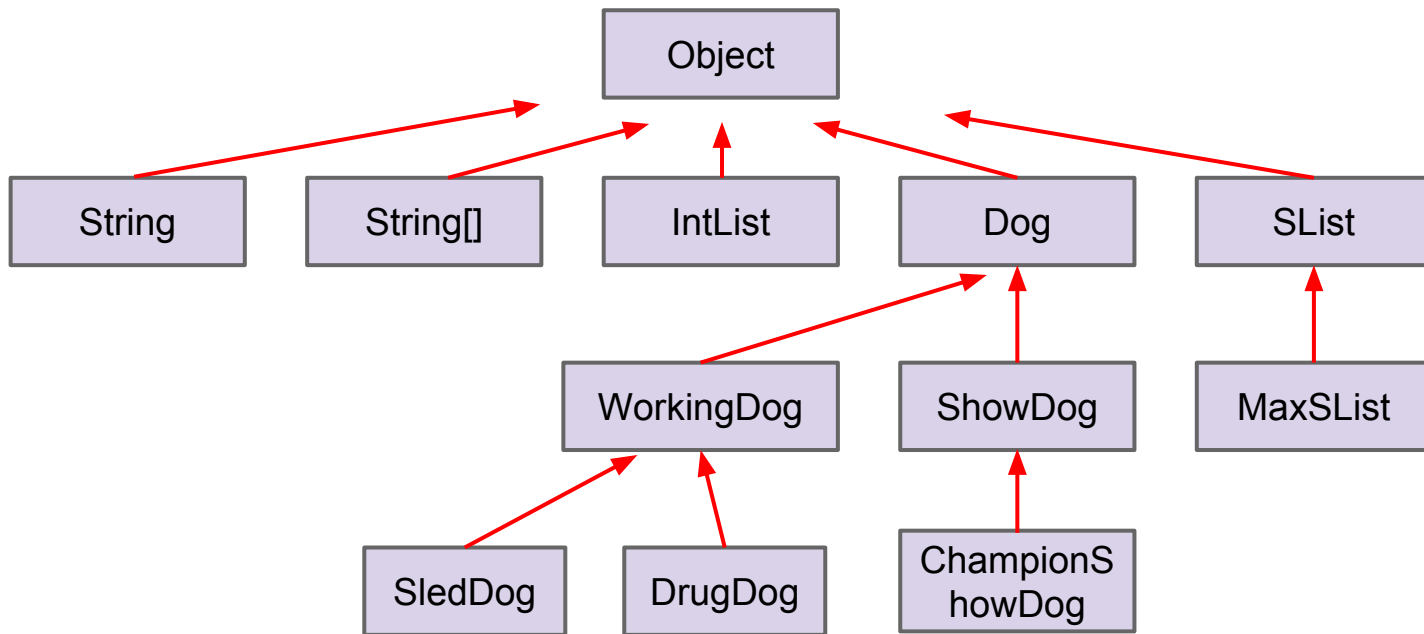 Object
String
String[]
IntList
Dog
SList
WorkingDog
ShowDog
MaxSList
SledDog
DrugDog
ChampionS
howDog